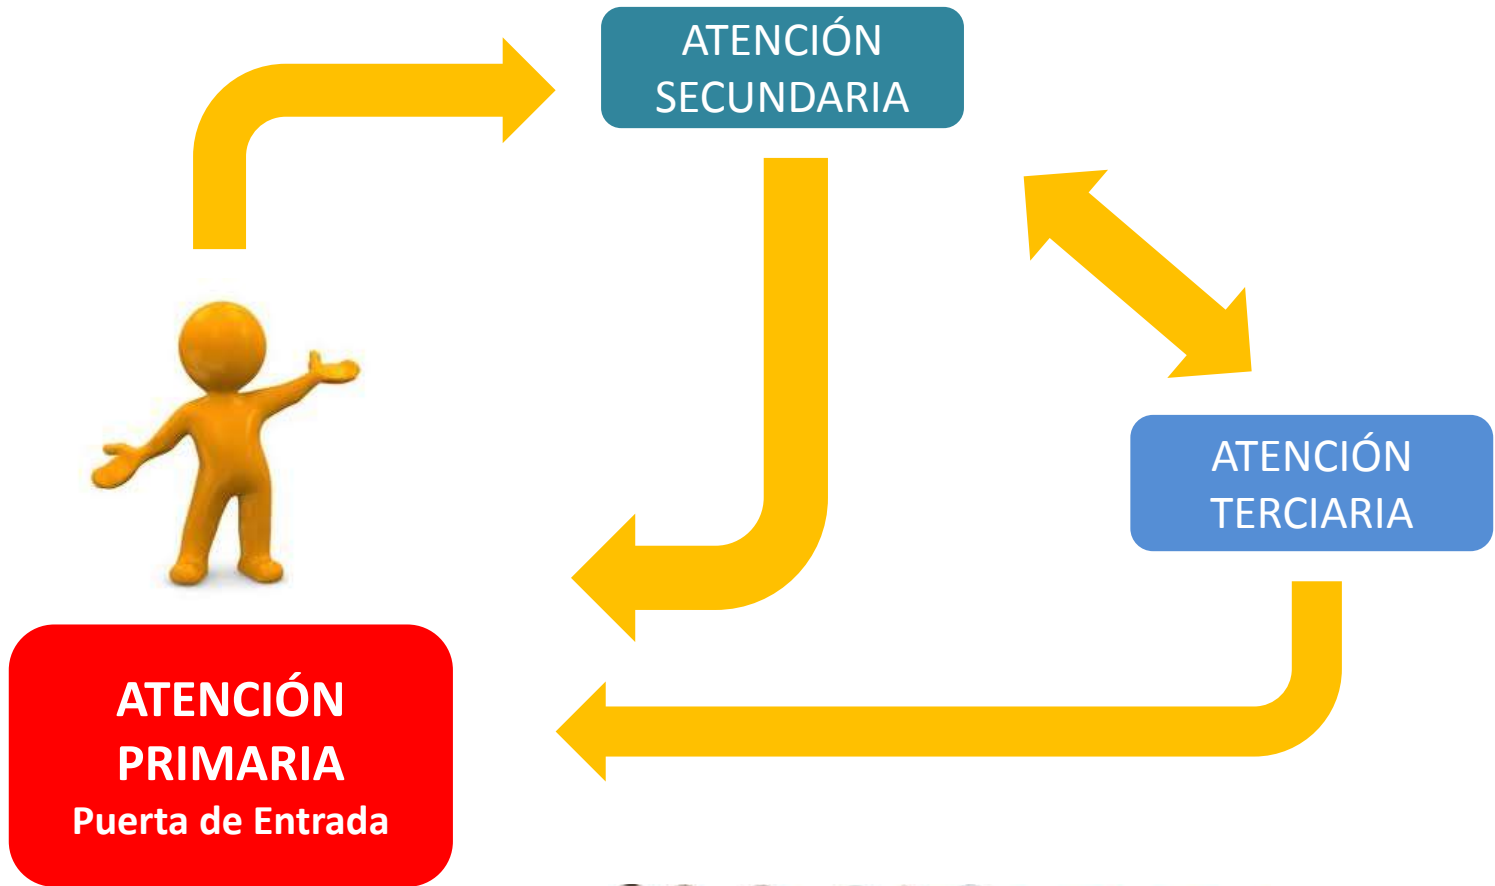 ATENCIÓN
SECUNDARIA
ATENCIÓN
TERCIARIA
ATENCIÓN
PRIMARIA
Puerta de Entrada